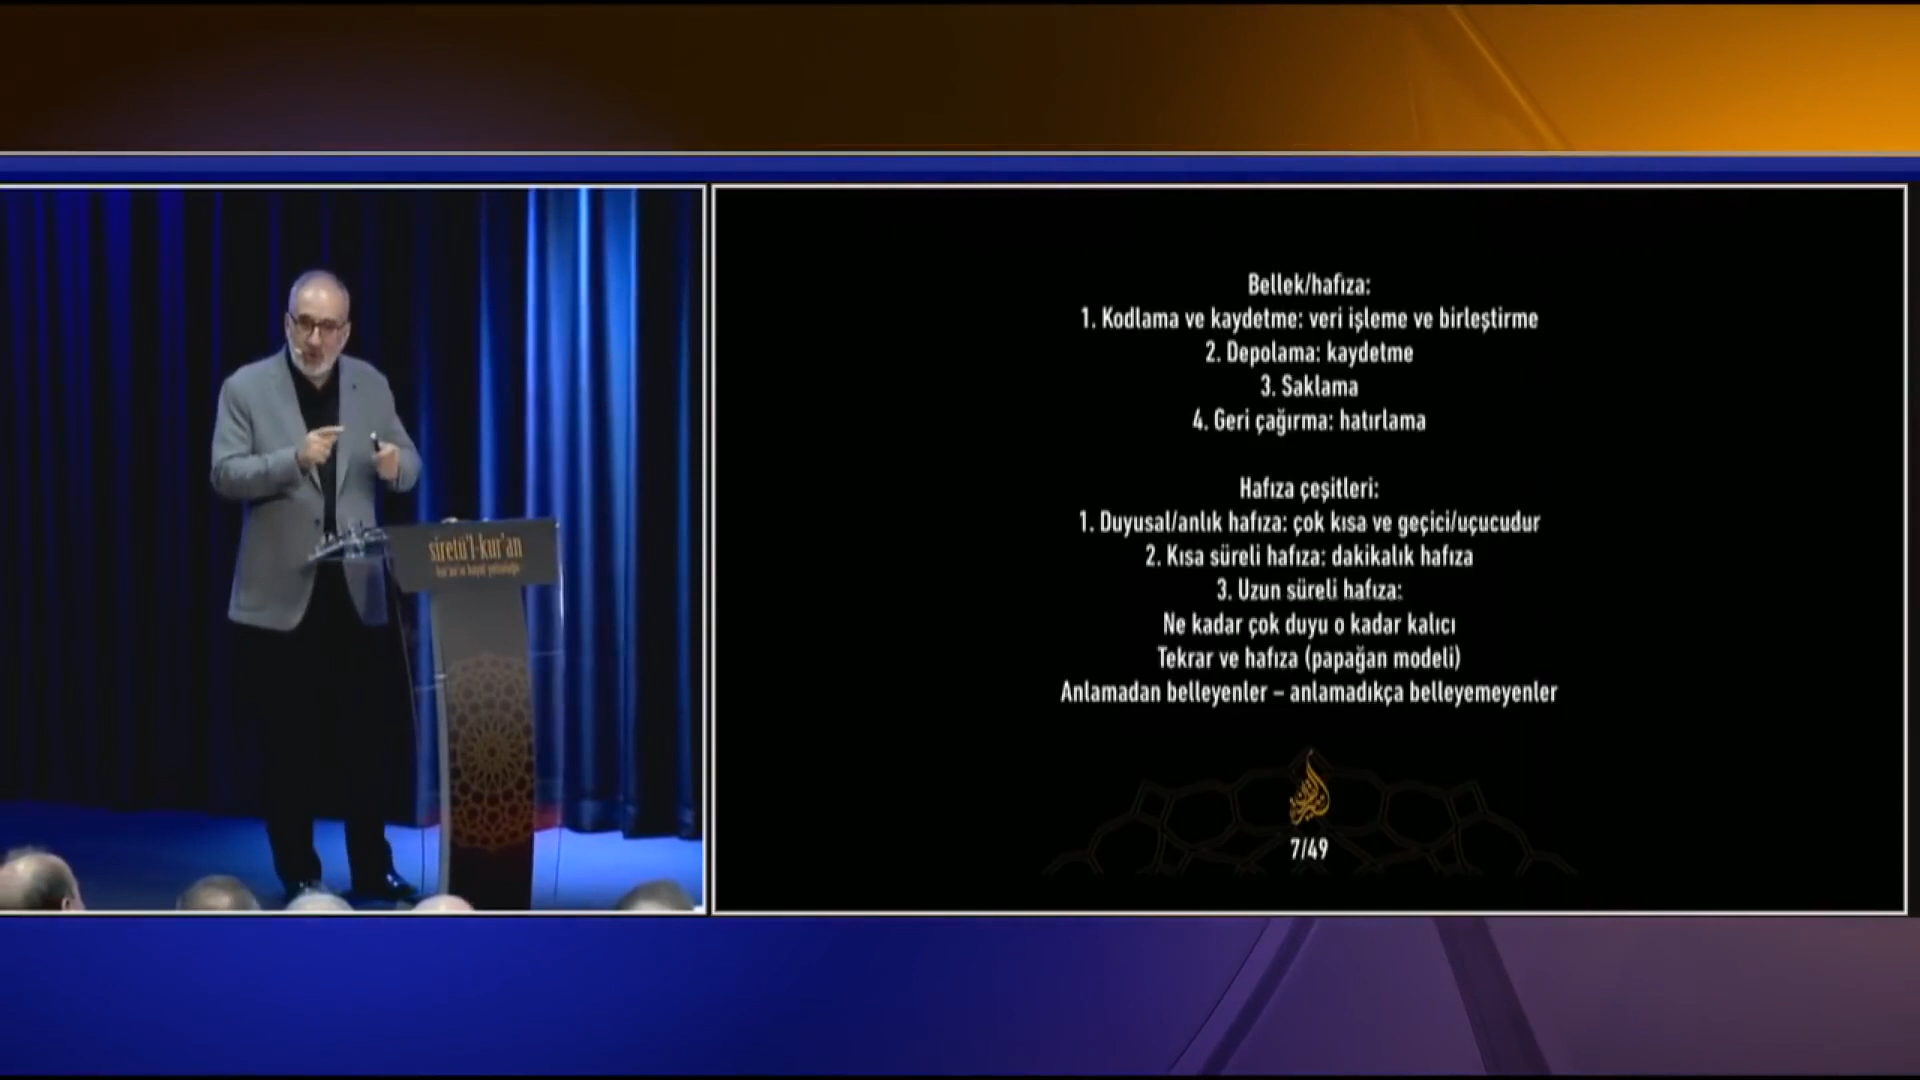 siretü'l-kur'an
Bellek/hafıza:
1. Kodlama ve kaydetme: veri işleme ve birleştirme
2. Depolama: kaydetme
3. Saklama
4. Geri çağırma: hatırlama
Hafıza çeşitleri:
1. Duyusal/anlık hafıza: çok kısa ve geçici/uçucudur
2. Kısa süreli hafıza: dakikalık hafıza
3. Uzun süreli hafıza:
Ne kadar çok duyu o kadar kalıcı
Tekrar ve hafıza (papağan modeli)
Anlamadan belleyenler – anlamadıkça belleyemeyenler
7/49